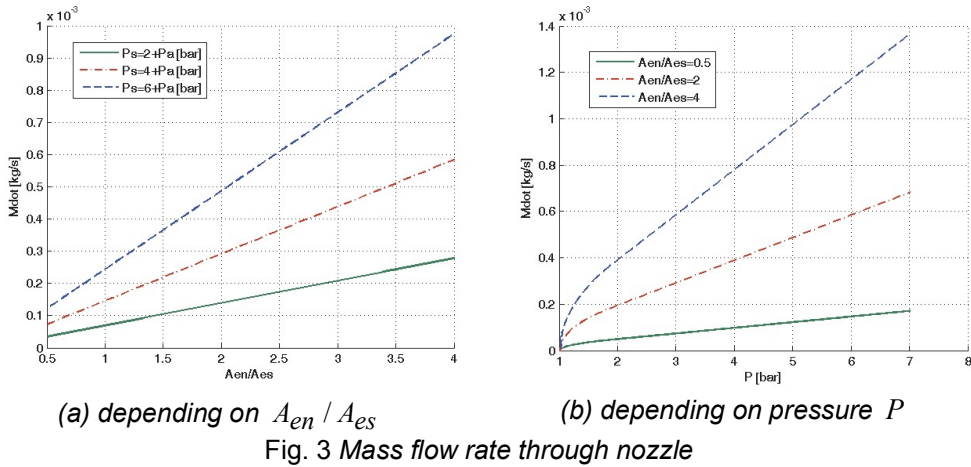 x 10⁻³
1
0.9
0.8
0.7
0.6
0.5
0.4
0.3
0.2
0.1
0
Mdot [kg/s]
Ps=2+Pa [bar]
Ps=4+Pa [bar]
Ps=6+Pa [bar]
0.5 1 1.5 2 2.5 3 3.5 4
Aen/Aes
(a) depending on A_en / A_es
x 10⁻³
1.4
1.2
1
0.8
0.6
0.4
0.2
0
Mdot [kg/s]
Aen/Aes=0.5
Aen/Aes=2
Aen/Aes=4
1 2 3 4 5 6 7 8
P [bar]
(b) depending on pressure P
Fig. 3 Mass flow rate through nozzle